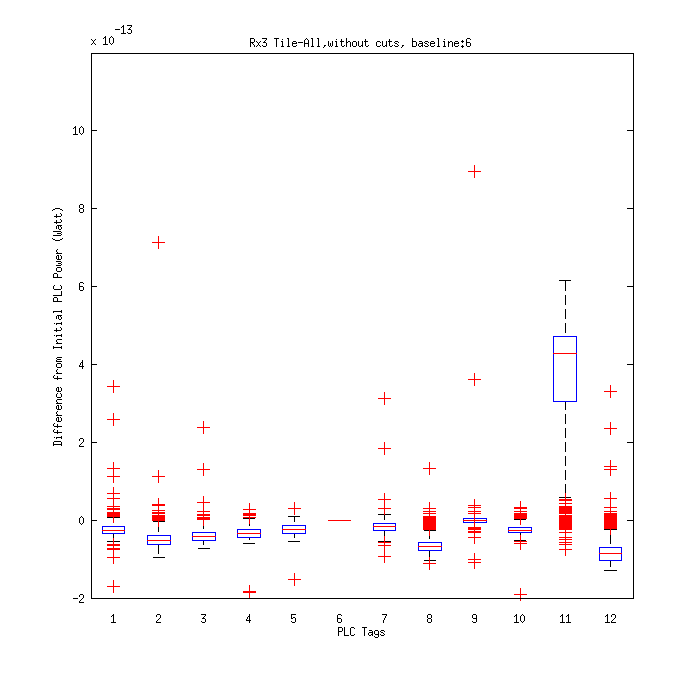 x 10^-13
Rx3 Tile-All,without cuts, baseline:6
Difference from Initial PLC Power (Watt)
10
8
6
4
2
0
-2
1 2 3 4 5 6 7 8 9 10 11 12
PLC Tags